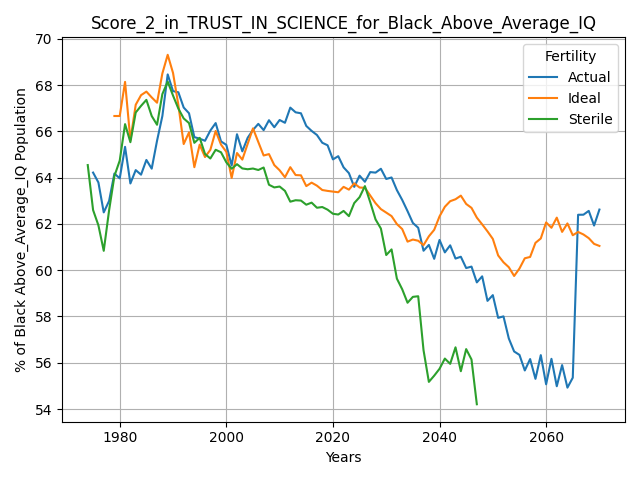 Score_2_in_TRUST_IN_SCIENCE_for_Black_Above_Average_IQ
% of Black Above_Average_IQ Population
70
68
66
64
62
60
58
56
54
Fertility
Actual
Ideal
Sterile
1980
2000
2020
2040
2060
Years